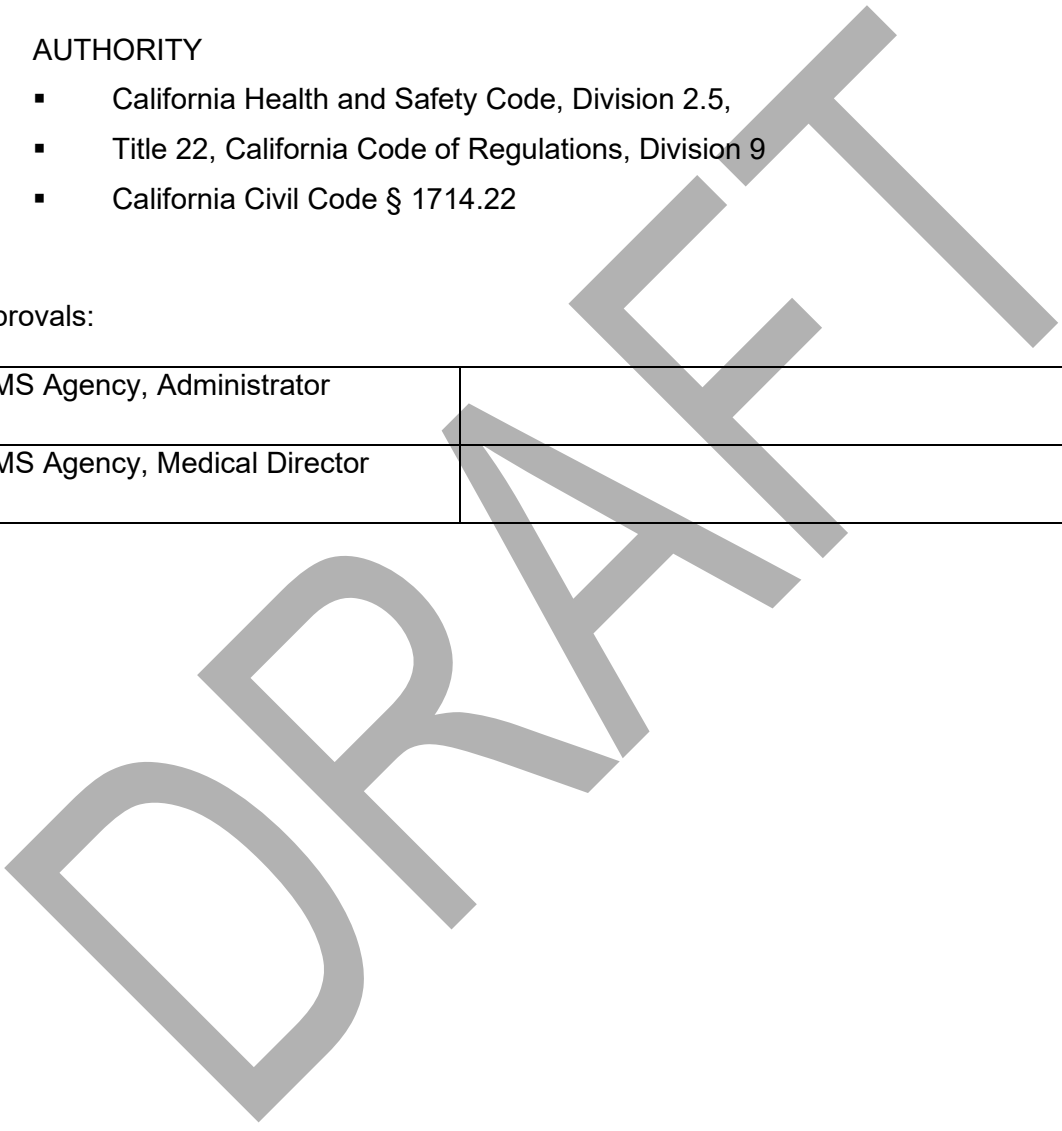 AUTHORITY
▪ California Health and Safety Code, Division 2.5,
▪ Title 22, California Code of Regulations, Division 9
▪ California Civil Code § 1714.22
provals:
MS Agency, Administrator
MS Agency, Medical Director
DRAFT